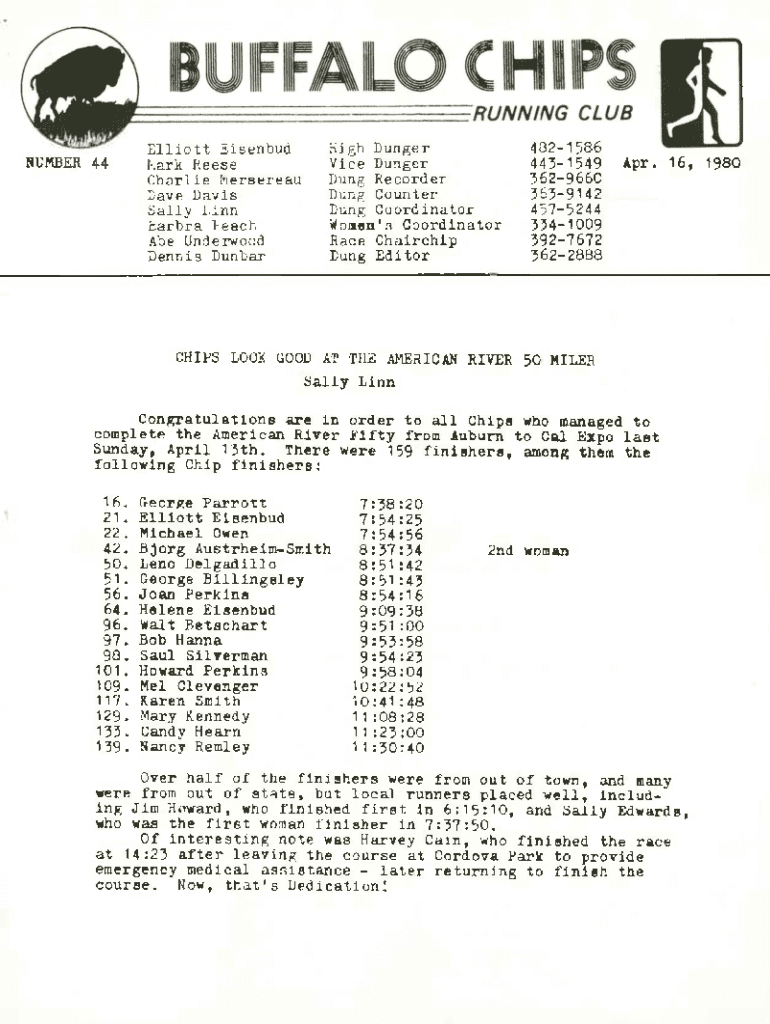 BUFFALO CHIPS
RUNNING CLUB
NUMBER 44
Apr. 16, 1980
Elliott Eisenbud High Dunger 482-1586
Mark Reese Vice Dunger 443-1549
Charlie Mersereau Dung Recorder 362-9660
Dave Davis Dung Counter 363-9142
Sally Linn Dung Coordinator 457-5244
Barbra Leach Women's Coordinator 334-1009
Abe Underwood Race Chairchip 392-7672
Dennis Dunbar Dung Editor 362-2888
CHIPS LOOK GOOD AT THE AMERICAN RIVER 50 MILER
Sally Linn
Congratulations are in order to all Chips who managed to
complete the American River Fifty from Auburn to Cal Expo last
Sunday, April 13th. There were 159 finishers, among them the
following Chip finishers:
16. George Parrott 7:38:20
21. Elliott Eisenbud 7:54:25
22. Michael Owen 7:54:56
42. Bjorg Austrheim-Smith 8:37:34 2nd woman
50. Leno Delgadillo 8:51:42
51. George Billingsley 8:51:43
56. Joan Perkins 8:54:16
64. Helene Eisenbud 9:09:38
96. Walt Betschart 9:51:00
97. Bob Hanna 9:53:58
98. Saul Silverman 9:54:23
101. Howard Perkins 9:58:04
109. Mel Clevenger 10:22:52
117. Karen Smith 10:41:48
129. Mary Kennedy 11:08:28
133. Candy Hearn 11:23:00
139. Nancy Remley 11:30:40
Over half of the finishers were from out of town, and many
were from out of state, but local runners placed well, includ-
ing Jim Howard, who finished first in 6:15:10, and Sally Edwards,
who was the first woman finisher in 7:37:50.
Of interesting note was Harvey Cain, who finished the race
at 14:23 after leaving the course at Cordova Park to provide
emergency medical assistance - later returning to finish the
course. Now, that's Dedication!